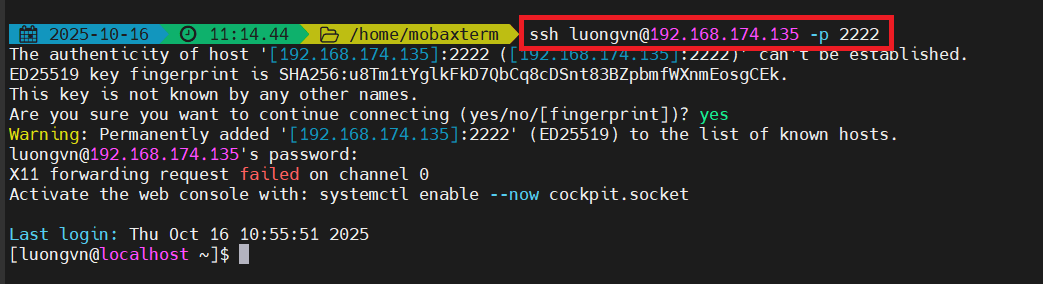 2025-10-16 11:14.44 /home/mobaxterm ssh luongvn@192.168.174.135 -p 2222
The authenticity of host '[192.168.174.135]:2222 ([192.168.174.135]:2222)' can't be established.
ED25519 key fingerprint is SHA256:u8Tm1tYglkFkD7QbCq8cDSnt83BZpbmfWXnmEosgCEk.
This key is not known by any other names.
Are you sure you want to continue connecting (yes/no/[fingerprint])? yes
Warning: Permanently added '[192.168.174.135]:2222' (ED25519) to the list of known hosts.
luongvn@192.168.174.135's password:
X11 forwarding request failed on channel 0
Activate the web console with: systemctl enable --now cockpit.socket
Last login: Thu Oct 16 10:55:51 2025
[luongvn@localhost ~]$